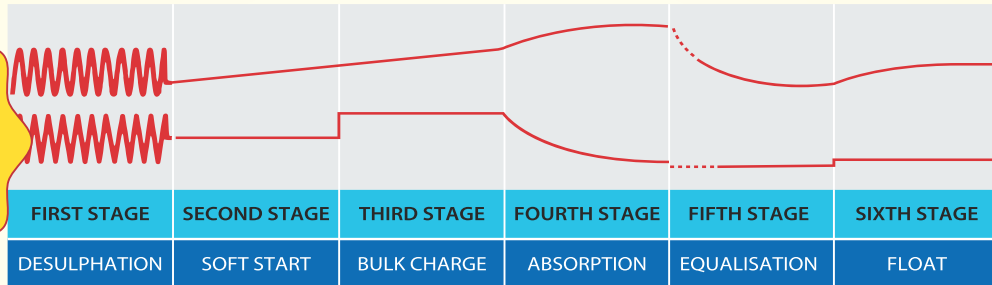 FIRST STAGE SECOND STAGE THIRD STAGE FOURTH STAGE FIFTH STAGE SIXTH STAGE
DESULPHATION SOFT START BULK CHARGE ABSORPTION EQUALISATION FLOAT